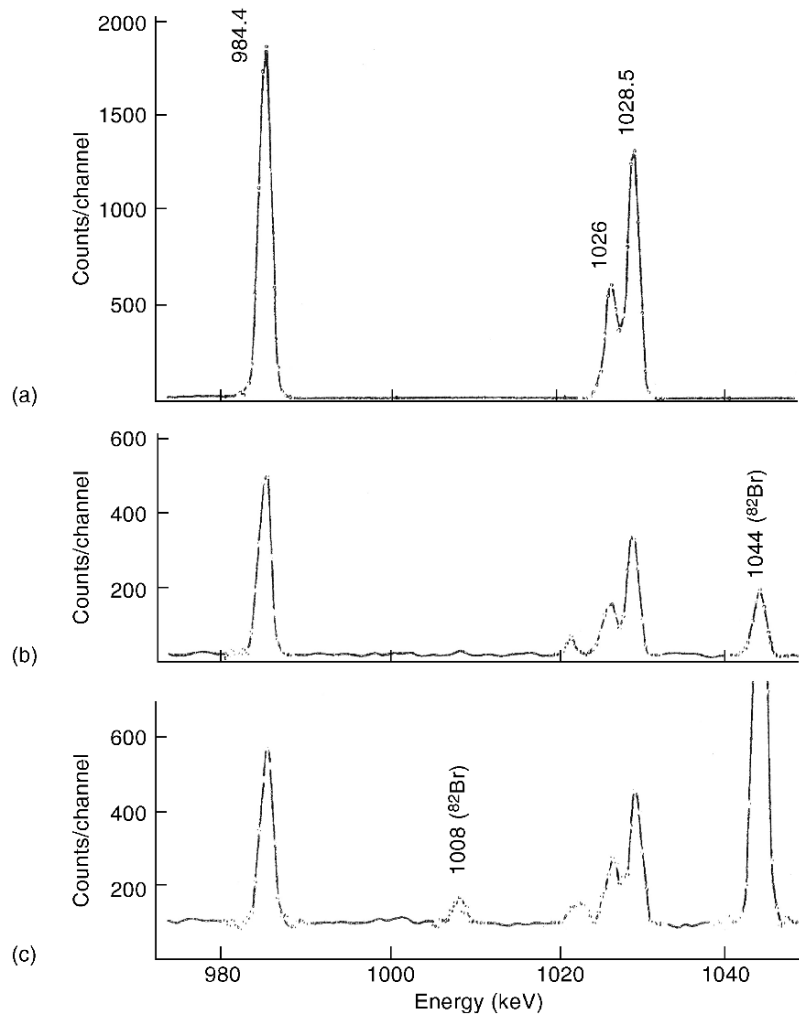 2000
1500
1000
500
Counts/channel
984.4
1026
1028.5
(a)
600
400
200
Counts/channel
1044 (⁸²Br)
(b)
600
400
200
Counts/channel
1008 (⁸²Br)
(c)
980
1000
1020
1040
Energy (keV)